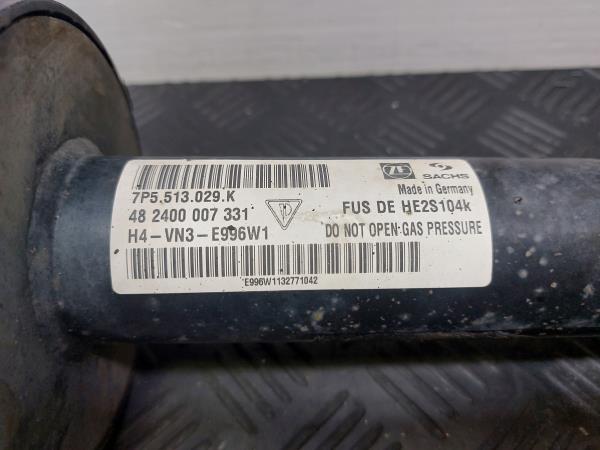 7P5.513.029.K
48 2400 007 331
H4-VN3-E996W1
ZF SACHS
Made in Germany
FUS DE HE2S104k
DO NOT OPEN:GAS PRESSURE
E996W1132771042